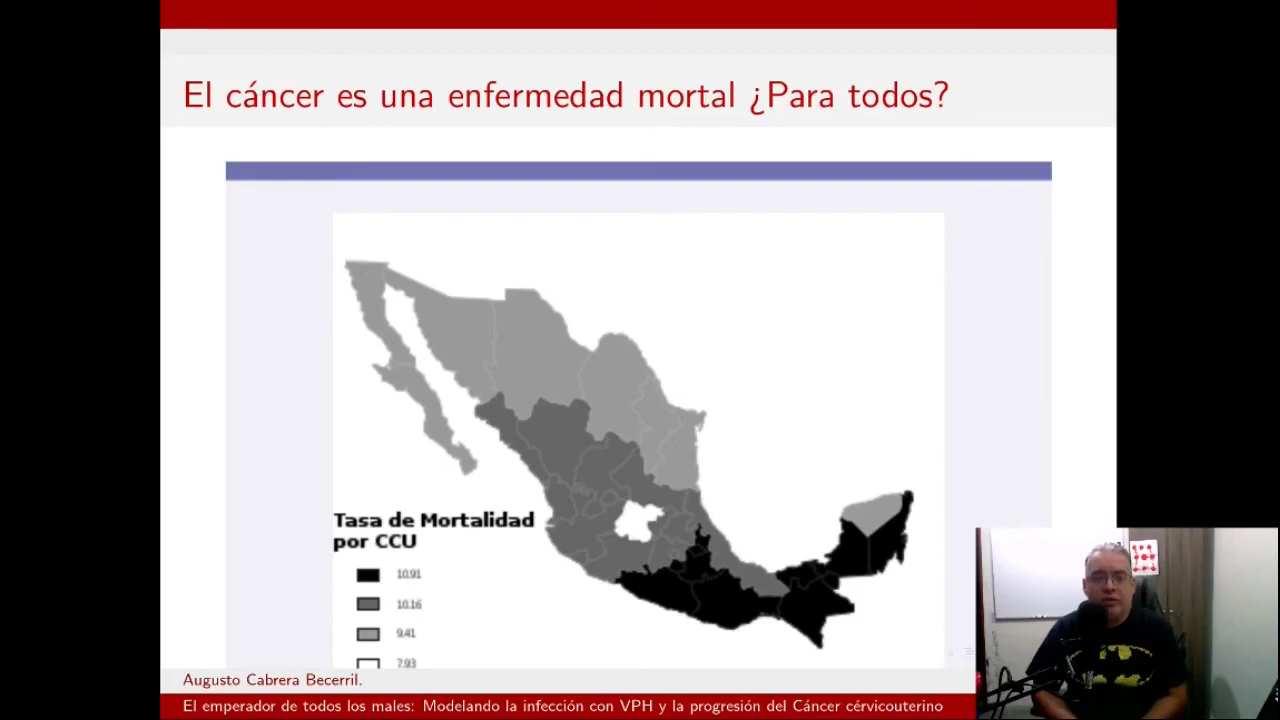 El cáncer es una enfermedad mortal ¿Para todos?
Tasa de Mortalidad
por CCU
10.91
10.16
9.41
7.93
Augusto Cabrera Becerril.
El emperador de todos los males: Modelando la infección con VPH y la progresión del Cáncer cérvicouterino